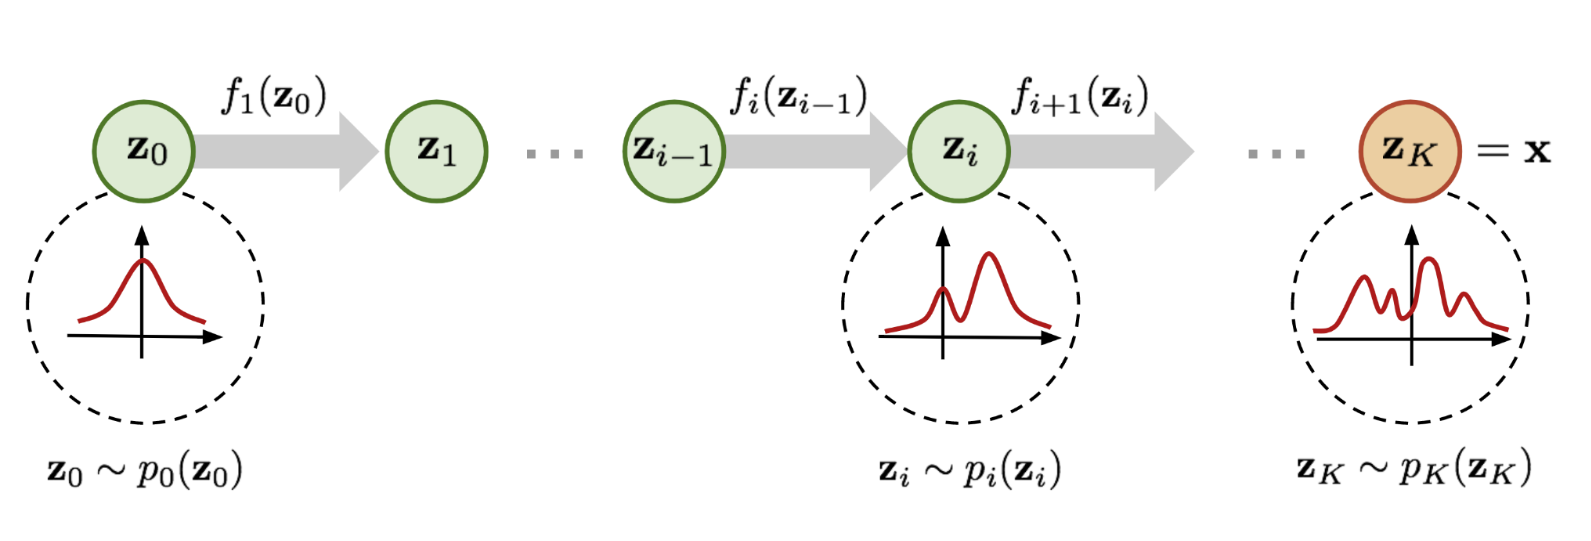 f₁(z₀) fᵢ(zᵢ₋₁) fᵢ₊₁(zᵢ)
z₀ z₁ ... zᵢ₋₁ zᵢ ... z_K = x
z₀ ∼ p₀(z₀) zᵢ ∼ pᵢ(zᵢ) z_K ∼ p_K(z_K)